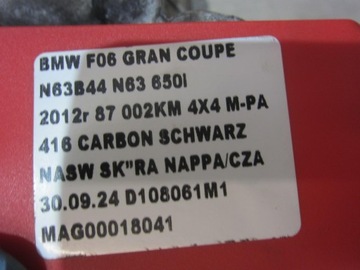 BMW F06 GRAN COUPE
N63B44 N63 650I
2012r 87 002KM 4X4 M-PA
416 CARBON SCHWARZ
NASW SK"RA NAPPA/CZA
30.09.24 D108061M1
MAG00018041